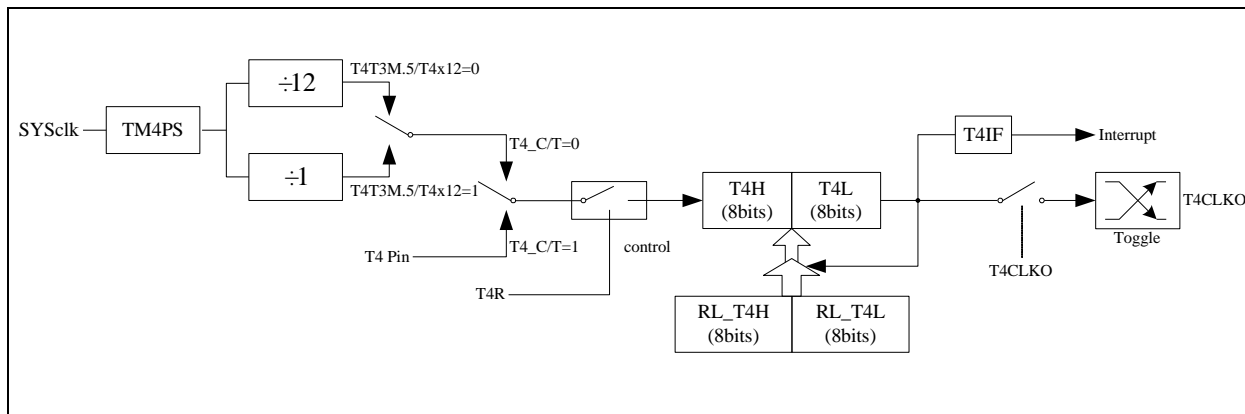 ÷12
T4T3M.5/T4x12=0
SYSclk
TM4PS
T4_C/T=0
T4IF
Interrupt
÷1
T4T3M.5/T4x12=1
T4H
(8bits)
T4L
(8bits)
T4CLKO
Toggle
T4 Pin
T4_C/T=1
control
T4R
T4CLKO
RL_T4H
(8bits)
RL_T4L
(8bits)